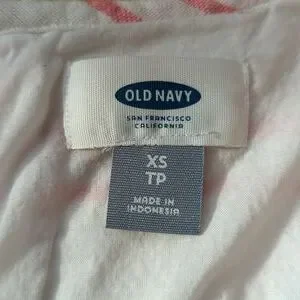 OLD NAVY
SAN FRANCISCO
CALIFORNIA
XS
TP
MADE IN
INDONESIA